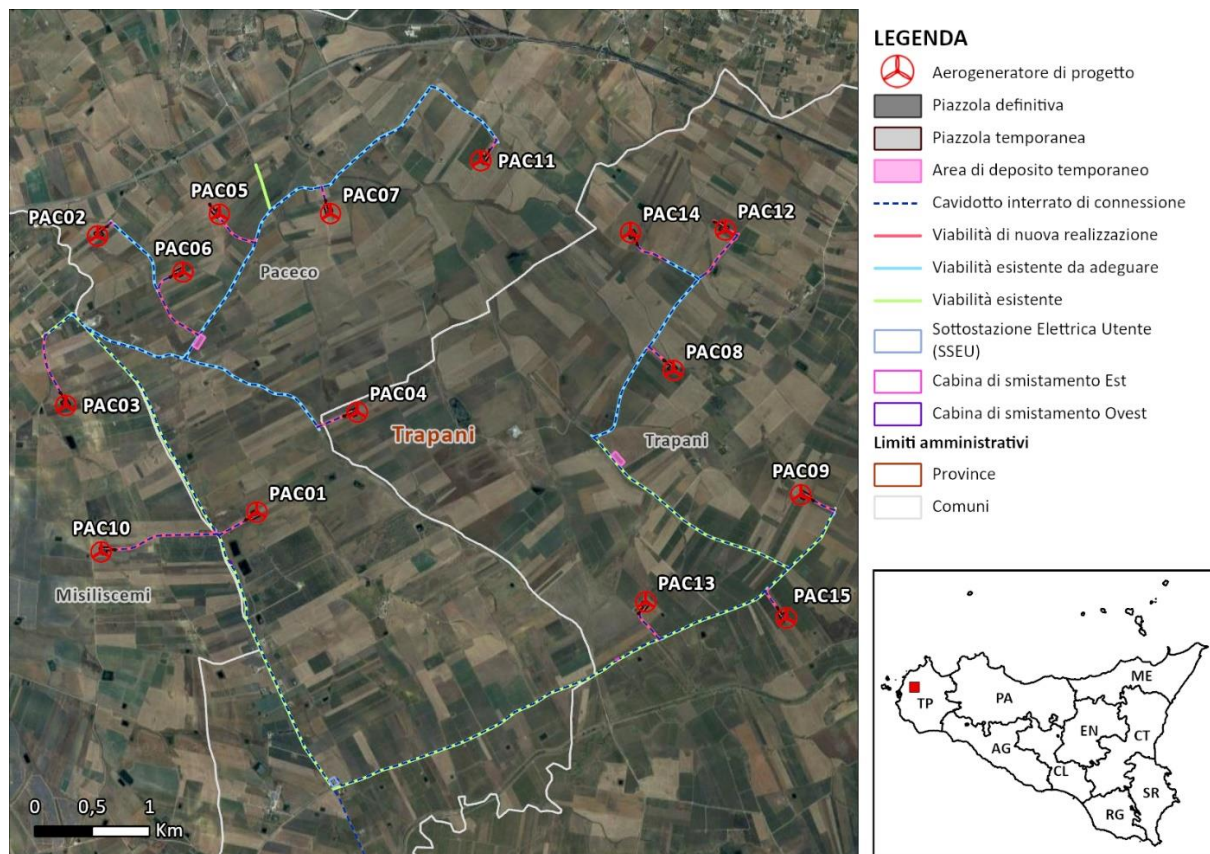 PAC11
PAC05
PAC07
PAC02
PAC14
PAC12
PAC06
Paceco
PAC08
PAC04
PAC03
Trapani
Trapani
PAC09
PAC01
PAC10
PAC13
PAC15
Misiliscemi
0 0,5 1
Km
LEGENDA
Aerogeneratore di progetto
Piazzola definitiva
Piazzola temporanea
Area di deposito temporaneo
Cavidotto interrato di connessione
Viabilità di nuova realizzazione
Viabilità esistente da adeguare
Viabilità esistente
Sottostazione Elettrica Utente
(SSEU)
Cabina di smistamento Est
Cabina di smistamento Ovest
Limiti amministrativi
Province
Comuni
ME
PA
TP
EN
CT
AG
CL
SR
RG